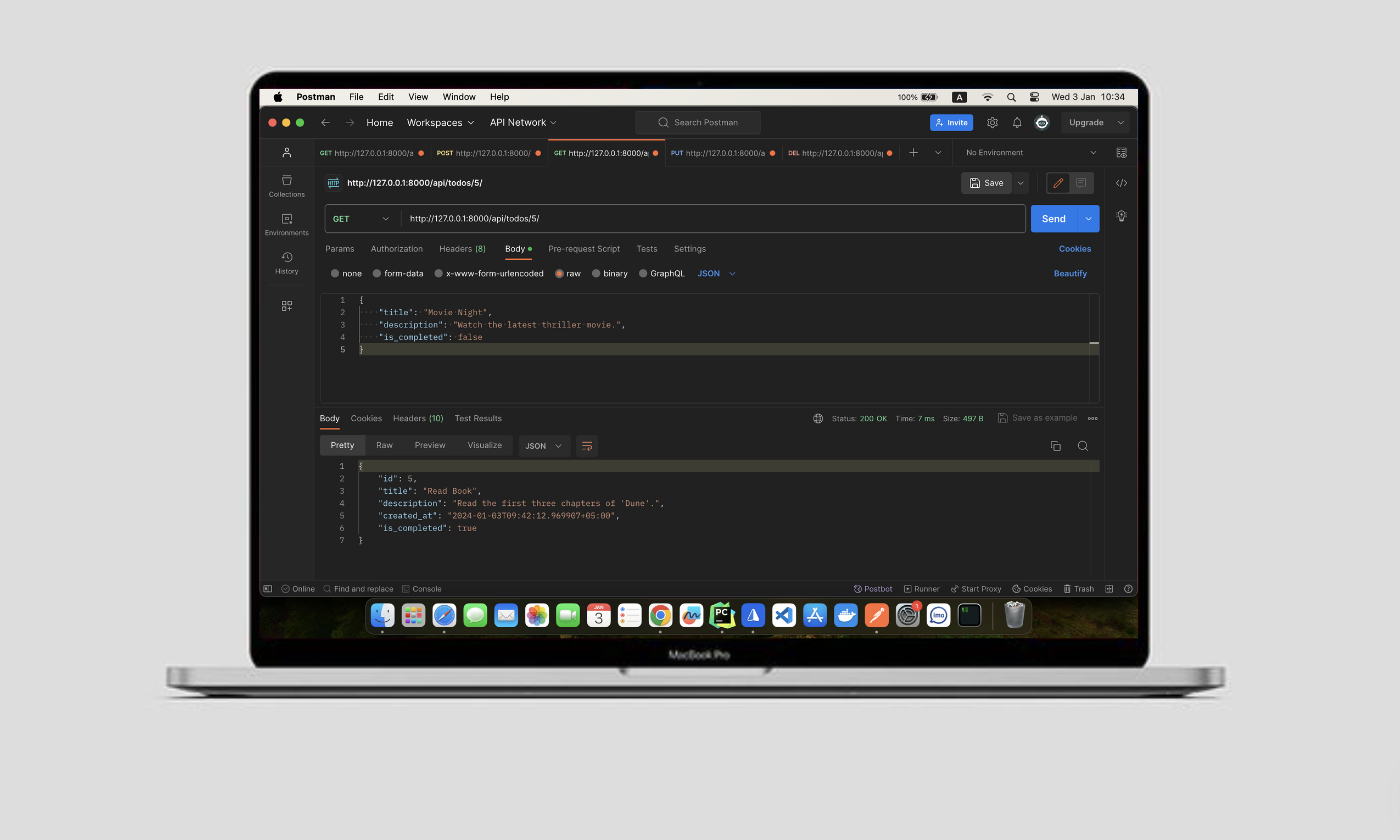 Postman File Edit View Window Help 100% A Wed 3 Jan 10:34
Home Workspaces API Network Search Postman Invite Upgrade
GET http://127.0.0.1:8000/a POST http://127.0.0.1:8000/ GET http://127.0.0.1:8000/a PUT http://127.0.0.1:8000/a DEL http://127.0.0.1:8000/a No Environment
HTTP http://127.0.0.1:8000/api/todos/5/ Save
Collections
Environments
History
GET http://127.0.0.1:8000/api/todos/5/ Send
Params Authorization Headers (8) Body Pre-request Script Tests Settings Cookies
none form-data x-www-form-urlencoded raw binary GraphQL JSON Beautify
1 {
2 "title": "Movie Night",
3 "description": "Watch the latest thriller movie.",
4 "is_completed": false
5 }
Body Cookies Headers (10) Test Results Status: 200 OK Time: 7 ms Size: 497 B Save as example
Pretty Raw Preview Visualize JSON
1 {
2 "id": 5,
3 "title": "Read Book",
4 "description": "Read the first three chapters of 'Dune'.",
5 "created_at": "2024-01-03T09:42:12.969907+05:00",
6 "is_completed": true
7 }
Online Find and replace Console Postbot Runner Start Proxy Cookies Trash
JAN
3
PC
1
imo
MacBook Pro